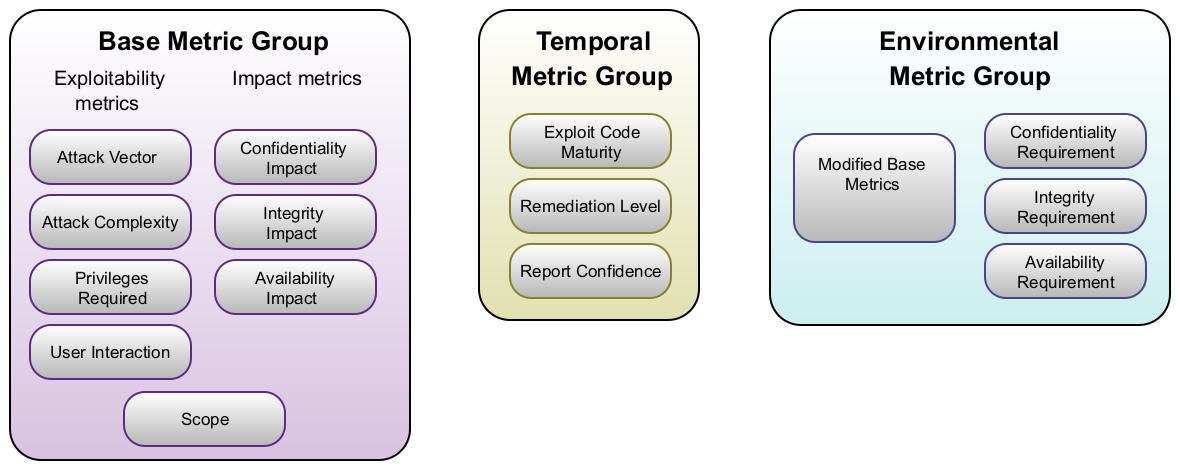 Base Metric Group
Exploitability
metrics
Impact metrics
Attack Vector
Confidentiality
Impact
Attack Complexity
Integrity
Impact
Privileges
Required
Availability
Impact
User Interaction
Scope
Temporal
Metric Group
Exploit Code
Maturity
Remediation Level
Report Confidence
Environmental
Metric Group
Modified Base
Metrics
Confidentiality
Requirement
Integrity
Requirement
Availability
Requirement